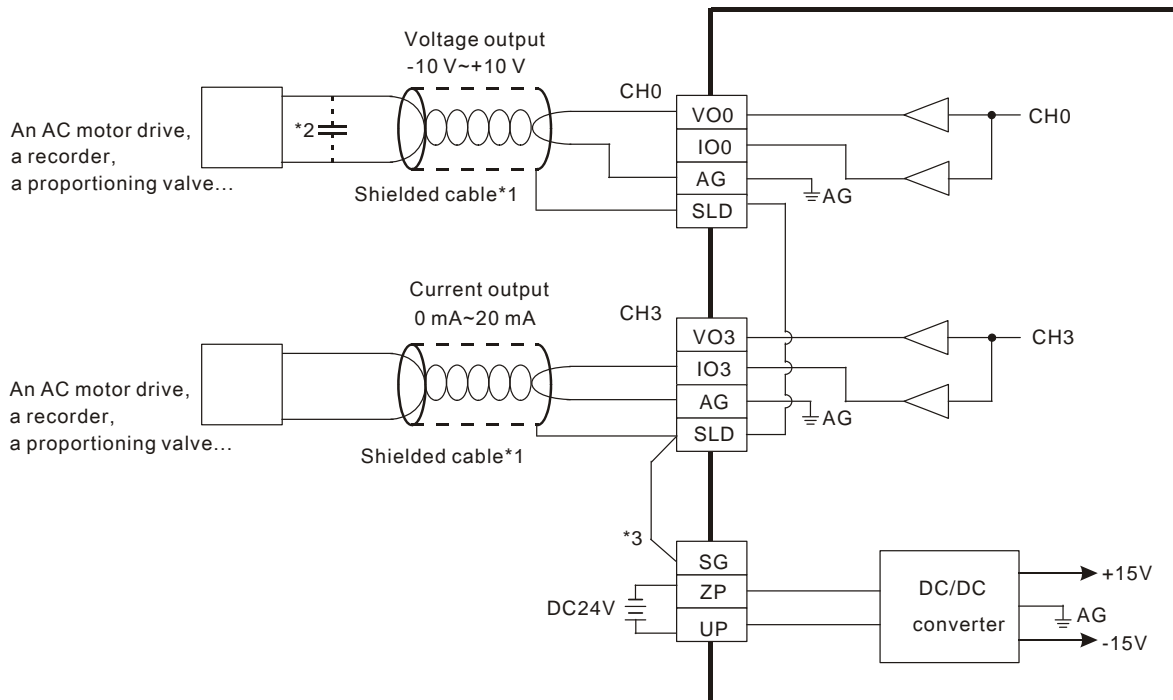 Voltage output
-10 V~+10 V
CH0
VO0
IO0
AG
SLD
CH0
AG
*2
An AC motor drive,
a recorder,
a proportioning valve...
Shielded cable*1
Current output
0 mA~20 mA
CH3
VO3
IO3
AG
SLD
CH3
AG
An AC motor drive,
a recorder,
a proportioning valve...
Shielded cable*1
*3
SG
ZP
UP
DC24V
DC/DC
converter
+15V
AG
-15V